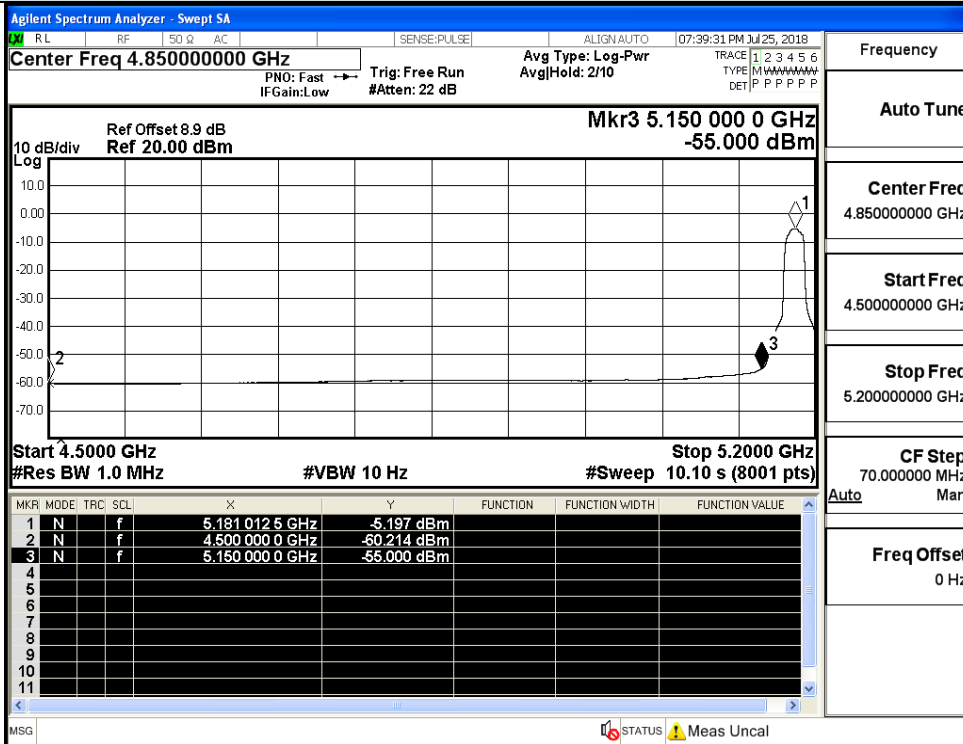 Agilent Spectrum Analyzer - Swept SA
LXI RL RF 50 Ω AC SENSE:PULSE ALIGN AUTO 07:39:31 PM Jul 25, 2018
Center Freq 4.850000000 GHz Avg Type: Log-Pwr TRACE 1 2 3 4 5 6
PNO: Fast Trig: Free Run Avg|Hold: 2/10 TYPE M WWWWW
IFGain:Low #Atten: 22 dB DET P P P P P P
Mkr3 5.150 000 0 GHz
Ref Offset 8.9 dB
10 dB/div Ref 20.00 dBm -55.000 dBm
Log
10.0
0.00 1
-10.0
-20.0
-30.0
-40.0
-50.0 2 3
-60.0
-70.0
Start 4.5000 GHz Stop 5.2000 GHz
#Res BW 1.0 MHz #VBW 10 Hz #Sweep 10.10 s (8001 pts)
MKR MODE TRC SCL X Y FUNCTION FUNCTION WIDTH FUNCTION VALUE
1 N f 5.181 012 5 GHz -5.197 dBm
2 N f 4.500 000 0 GHz -60.214 dBm
3 N f 5.150 000 0 GHz -55.000 dBm
4
5
6
7
8
9
10
11
MSG STATUS Meas Uncal
Frequency
Auto Tune
Center Freq
4.850000000 GHz
Start Freq
4.500000000 GHz
Stop Freq
5.200000000 GHz
CF Step
70.000000 MHz
Auto Man
Freq Offset
0 Hz